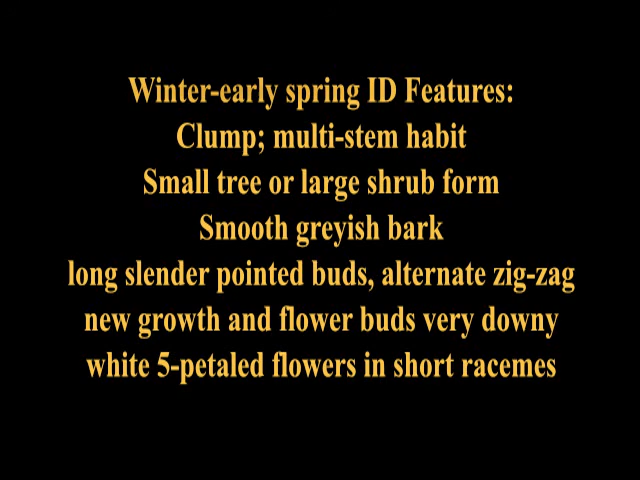 Winter-early spring ID Features:
Clump; multi-stem habit
Small tree or large shrub form
Smooth greyish bark
long slender pointed buds, alternate zig-zag
new growth and flower buds very downy
white 5-petaled flowers in short racemes